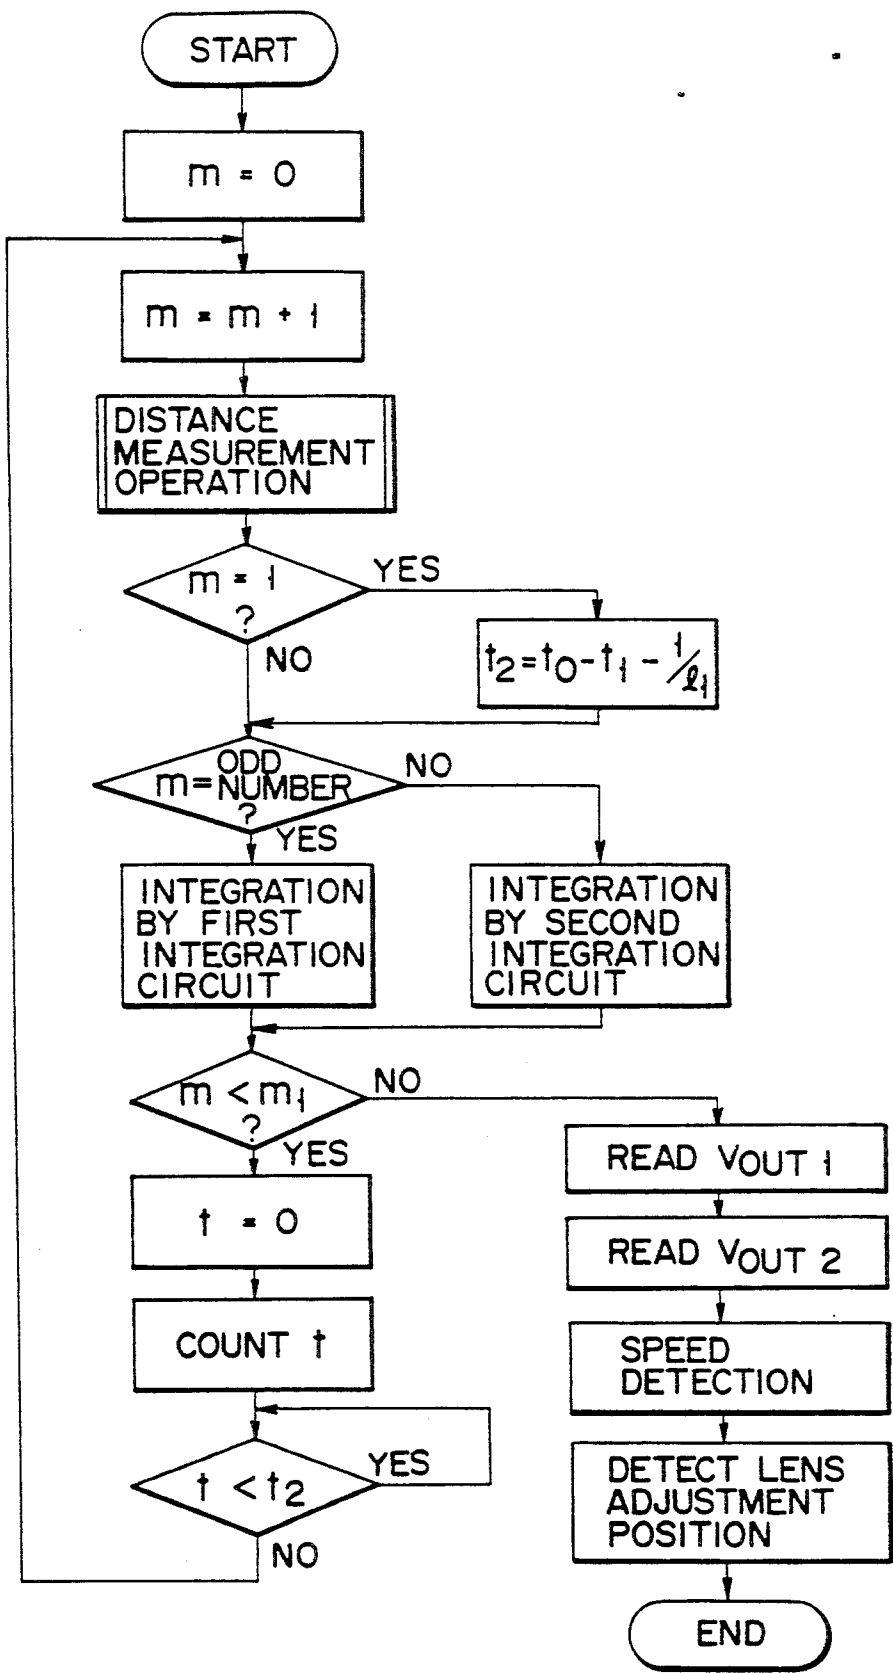 START
m = 0
m = m + 1
DISTANCE
MEASUREMENT
OPERATION
m = 1
?
YES
NO
t2 = t0 - t1 - 1/ℓ1
m = ODD
NUMBER
?
NO
YES
INTEGRATION
BY FIRST
INTEGRATION
CIRCUIT
INTEGRATION
BY SECOND
INTEGRATION
CIRCUIT
m < m1
?
NO
YES
t = 0
COUNT t
t < t2
YES
NO
READ VOUT 1
READ VOUT 2
SPEED
DETECTION
DETECT LENS
ADJUSTMENT
POSITION
END